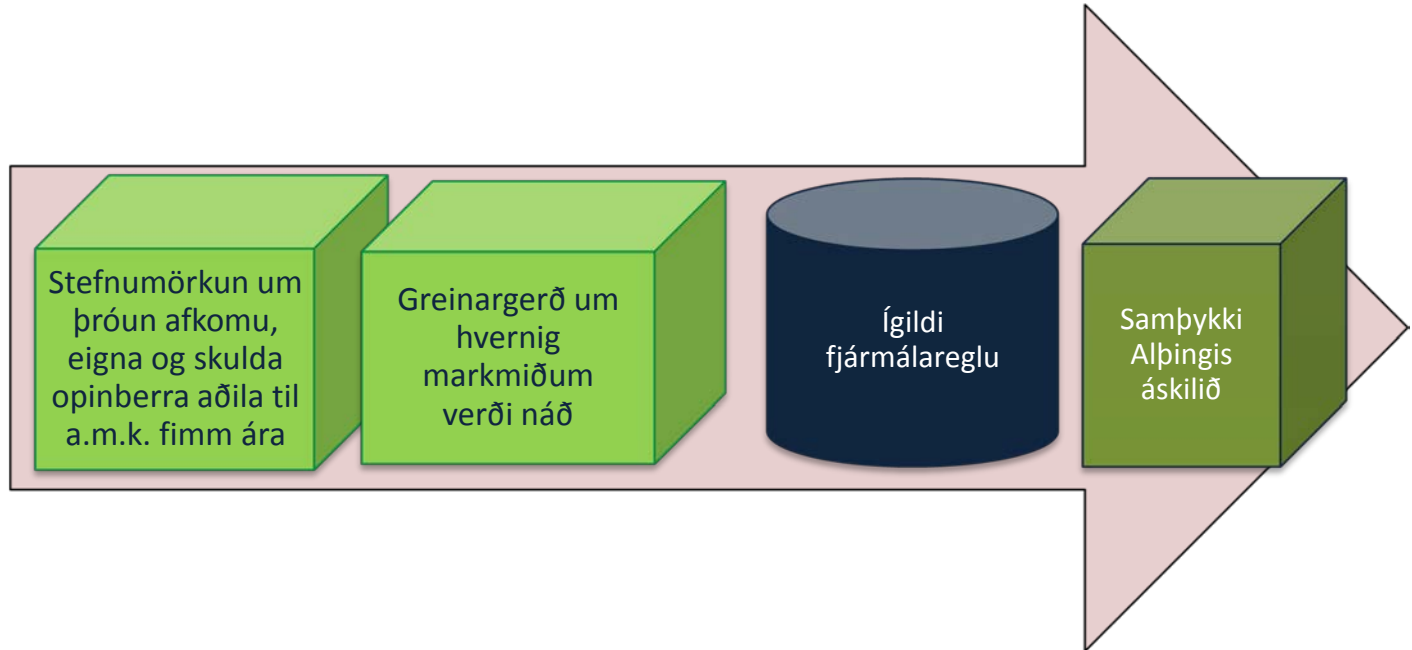 Stefnumörkun um
þróun afkomu,
eigna og skulda
opinberra aðila til
a.m.k. fimm ára
Greinargerð um
hvernig
markmiðum
verði náð
Ígildi
fjármálareglu
Samþykki
Alþingis
áskilið